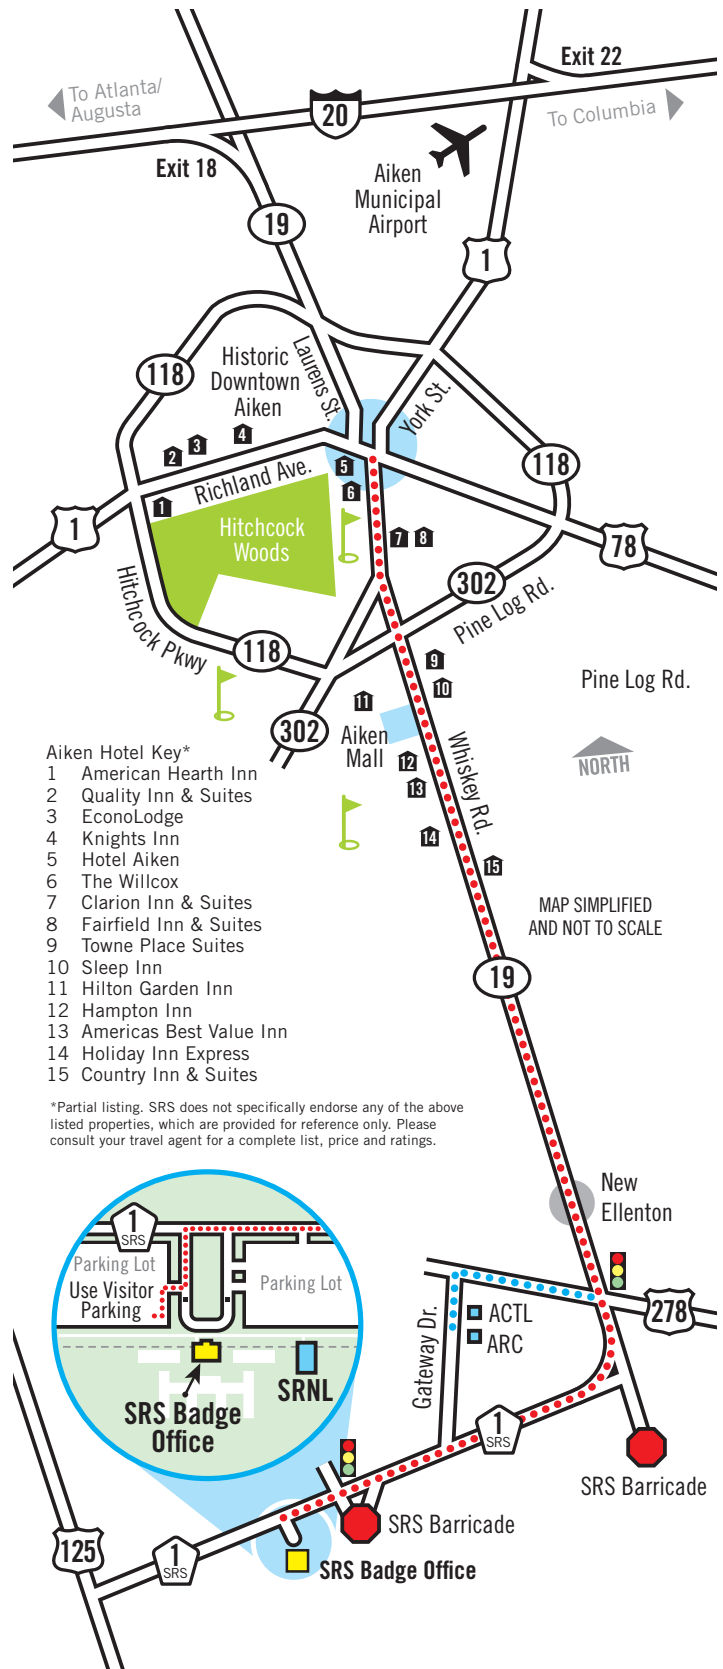 Exit 22
To Atlanta/
Augusta
20
To Columbia
Exit 18
Aiken
Municipal
Airport
19
1
118
Historic
Downtown
Aiken
Laurens St.
York St.
2
3
4
5
6
118
Richland Ave.
1
1
Hitchcock
Woods
7
8
78
302
Pine Log Rd.
Hitchcock Pkwy
118
9
10
Pine Log Rd.
11
302
Aiken
Mall
Whiskey Rd.
NORTH
12
13
14
15
Aiken Hotel Key*
1 American Hearth Inn
2 Quality Inn & Suites
3 EconoLodge
4 Knights Inn
5 Hotel Aiken
6 The Willcox
7 Clarion Inn & Suites
8 Fairfield Inn & Suites
9 Towne Place Suites
10 Sleep Inn
11 Hilton Garden Inn
12 Hampton Inn
13 Americas Best Value Inn
14 Holiday Inn Express
15 Country Inn & Suites
MAP SIMPLIFIED
AND NOT TO SCALE
19
*Partial listing. SRS does not specifically endorse any of the above
listed properties, which are provided for reference only. Please
consult your travel agent for a complete list, price and ratings.
New
Ellenton
1
SRS
Parking Lot
Use Visitor
Parking
Parking Lot
SRNL
SRS Badge
Office
278
ACTL
ARC
Gateway Dr.
1
SRS
SRS Barricade
SRS Barricade
125
1
SRS
SRS Badge Office